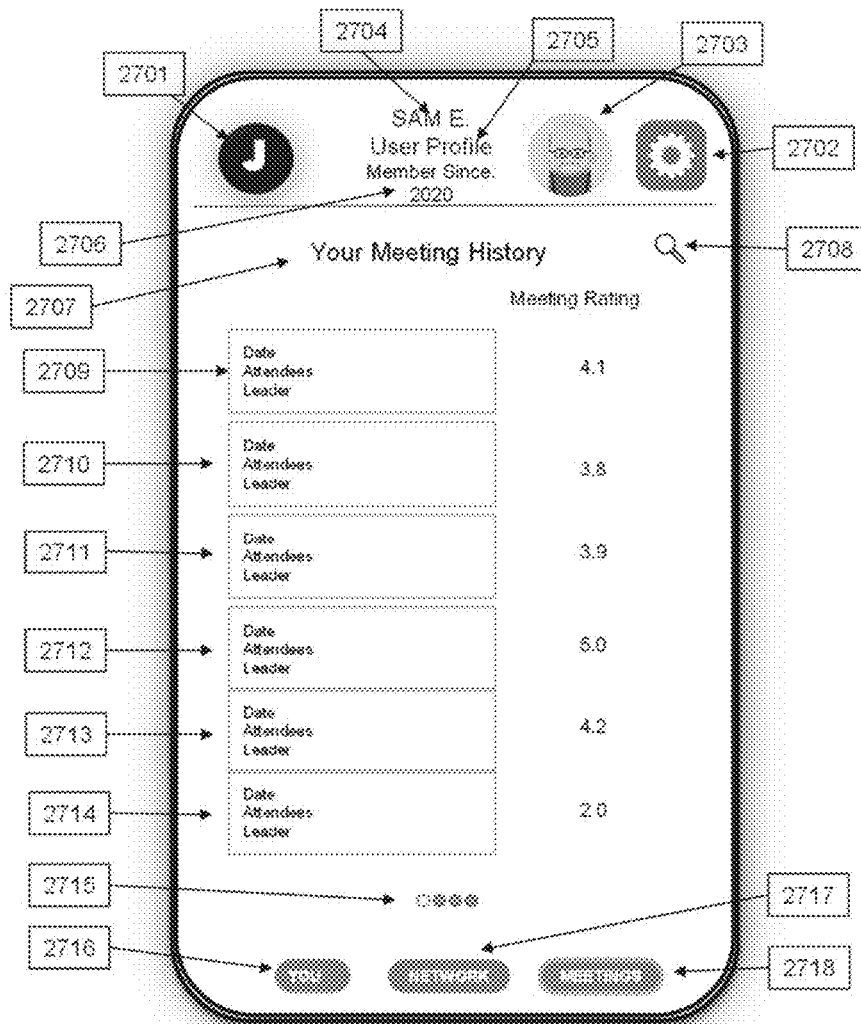 2704
2705
2703
2701
SAM E.
User Profile
Member Since.
2020
2702
2706
Your Meeting History
2708
2707
Meeting Rating
2709
Date
Attendees
Leader
4.1
2710
Date
Attendees
Leader
3.8
2711
Date
Attendees
Leader
3.9
2712
Date
Attendees
Leader
5.0
2713
Date
Attendees
Leader
4.2
2714
Date
Attendees
Leader
2.0
2715
2717
2716
YOU
NETWORK
MEETINGS
2718